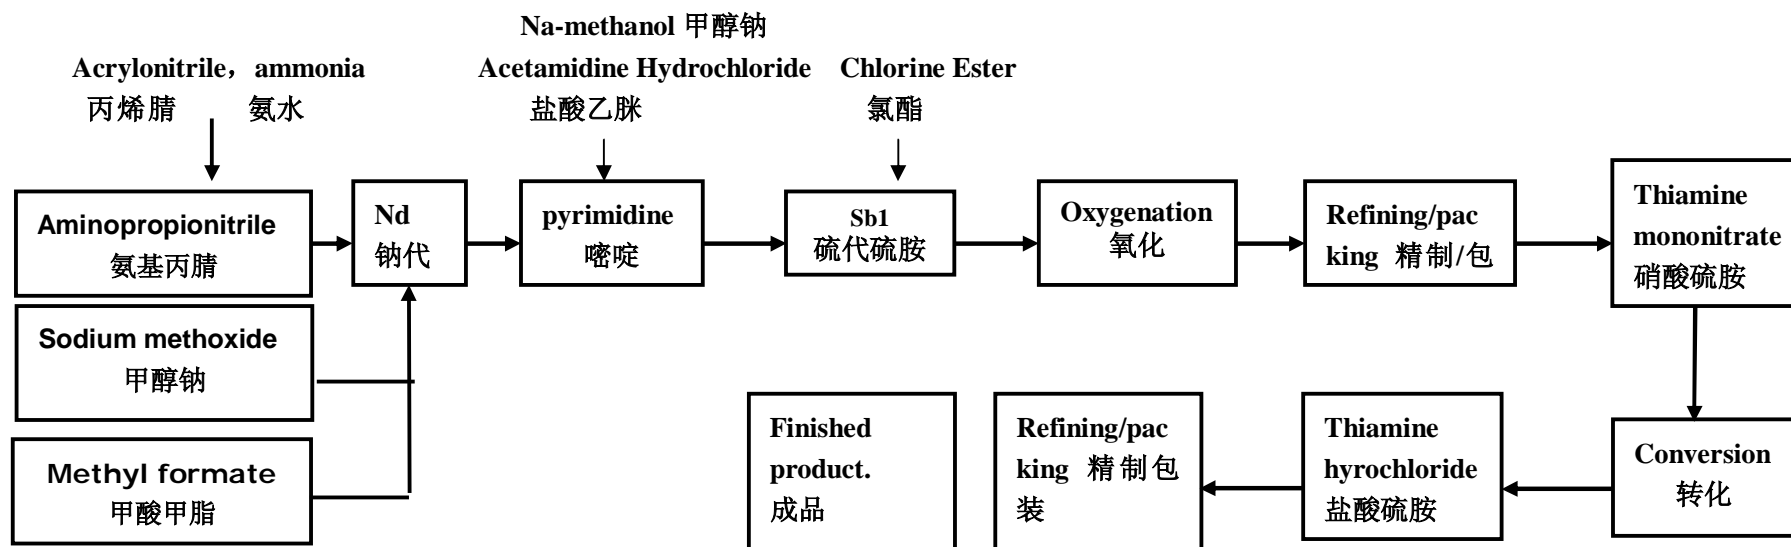 Na-methanol 甲醇钠
Acrylonitrile，ammonia
丙烯腈 氨水
Acetamidine Hydrochloride
盐酸乙脒
Chlorine Ester
氯酯
Aminopropionitrile
氨基丙腈
Nd
钠代
pyrimidine
嘧啶
Sb1
硫代硫胺
Oxygenation
氧化
Refining/pac
king 精制/包
Thiamine
mononitrate
硝酸硫胺
Sodium methoxide
甲醇钠
Methyl formate
甲酸甲脂
Finished
product.
成品
Refining/pac
king 精制包
装
Thiamine
hyrochloride
盐酸硫胺
Conversion
转化